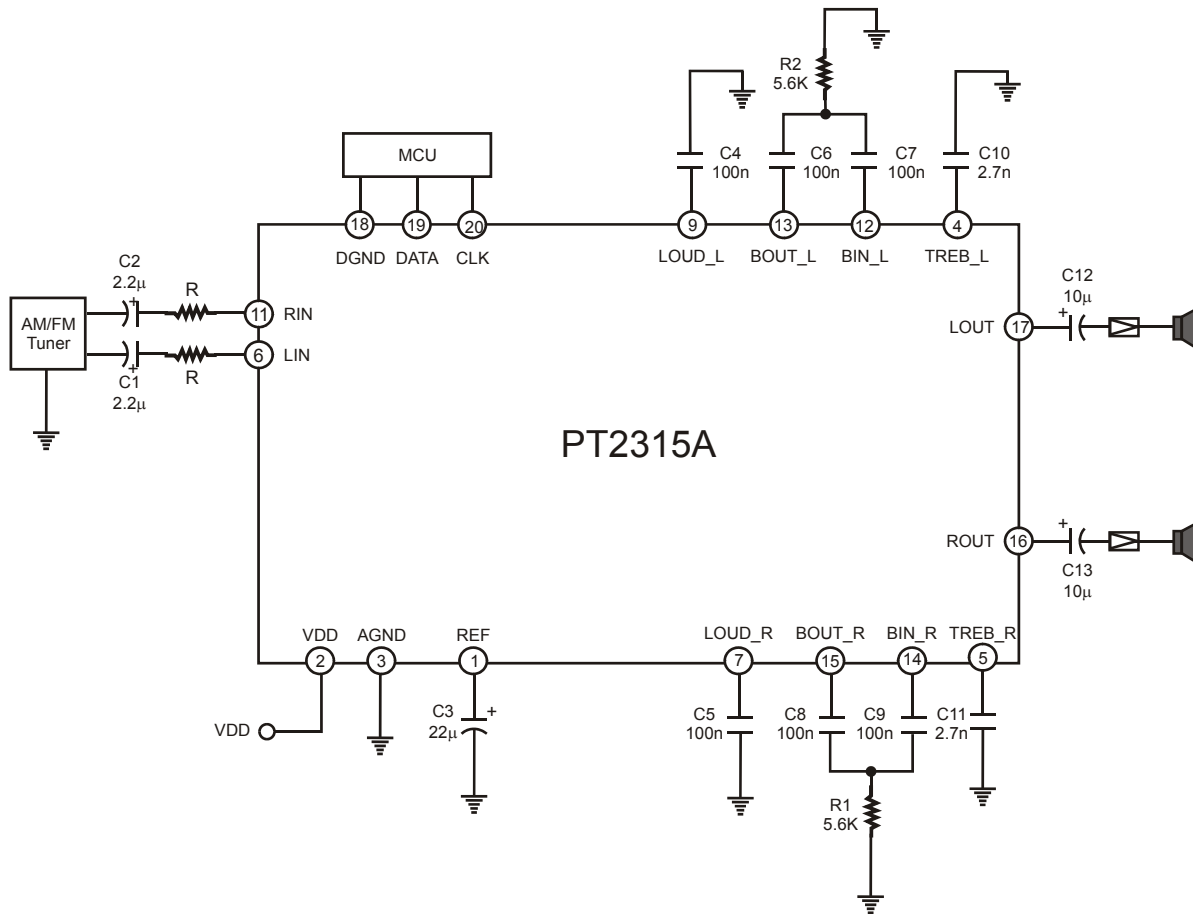 R2
5.6K
C4
100n
C6
100n
C7
100n
C10
2.7n
MCU
18
19
20
9
13
12
4
DGND
DATA
CLK
LOUD_L
BOUT_L
BIN_L
TREB_L
C2
2.2μ
+
R
11
RIN
AM/FM
Tuner
6
LIN
+
R
C1
2.2μ
C12
10μ
+
LOUT
17
PT2315A
ROUT
16
+
C13
10μ
VDD
AGND
REF
LOUD_R
BOUT_R
BIN_R
TREB_R
2
3
1
7
15
14
5
VDD
C3
22μ
+
C5
100n
C8
100n
C9
100n
C11
2.7n
R1
5.6K